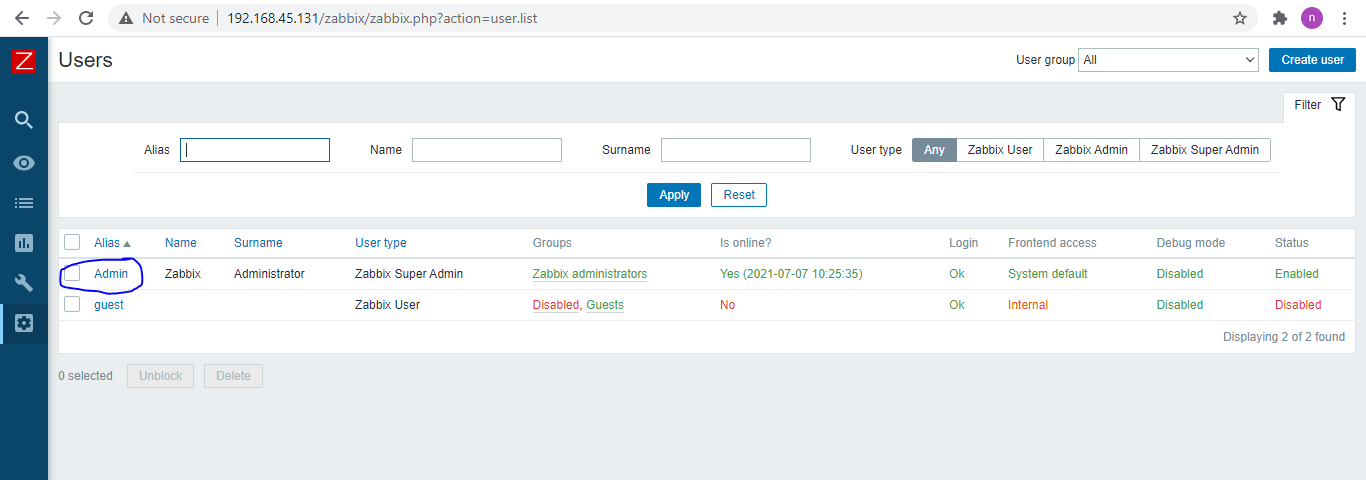 Not secure | 192.168.45.131/zabbix/zabbix.php?action=user.list n
Z Users User group All Create user
Filter
Alias Name Surname User type Any Zabbix User Zabbix Admin Zabbix Super Admin
Apply Reset
Alias Name Surname User type Groups Is online? Login Frontend access Debug mode Status
Admin Zabbix Administrator Zabbix Super Admin Zabbix administrators Yes (2021-07-07 10:25:35) Ok System default Disabled Enabled
guest Zabbix User Disabled, Guests No Ok Internal Disabled Disabled
Displaying 2 of 2 found
0 selected Unblock Delete